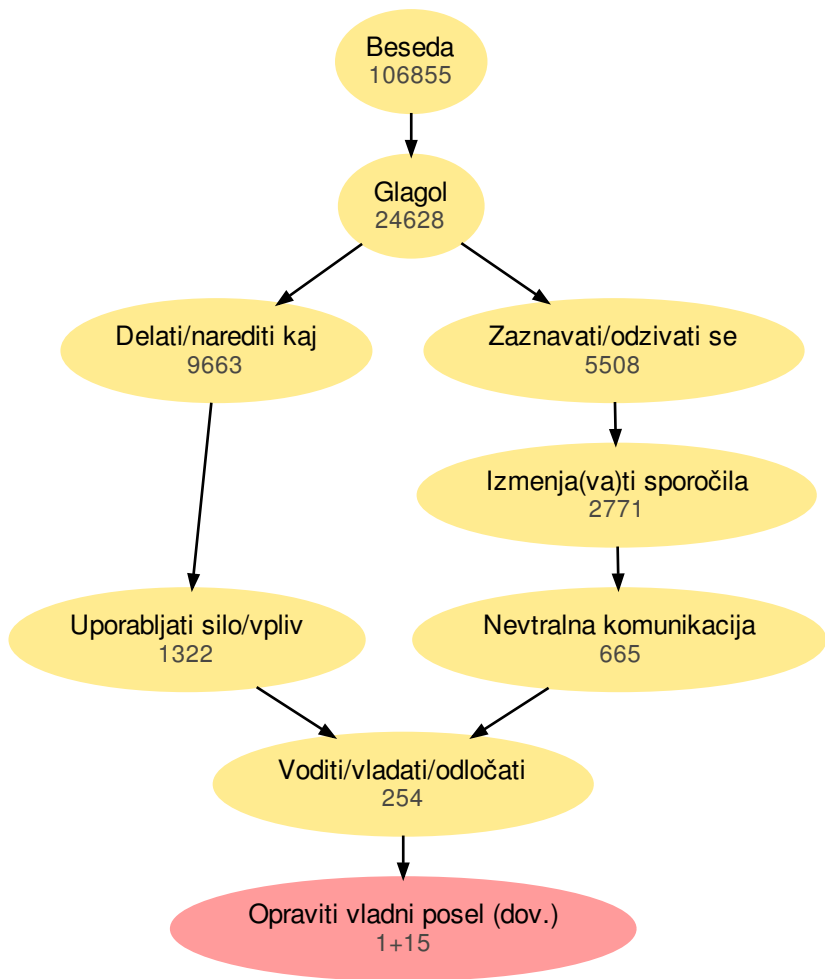 Beseda
106855
Glagol
24628
Delati/narediti kaj
9663
Zaznavati/odzivati se
5508
Izmenja(va)ti sporočila
2771
Uporabljati silo/vpliv
1322
Nevtralna komunikacija
665
Voditi/vladati/odločati
254
Opraviti vladni posel (dov.)
1+15